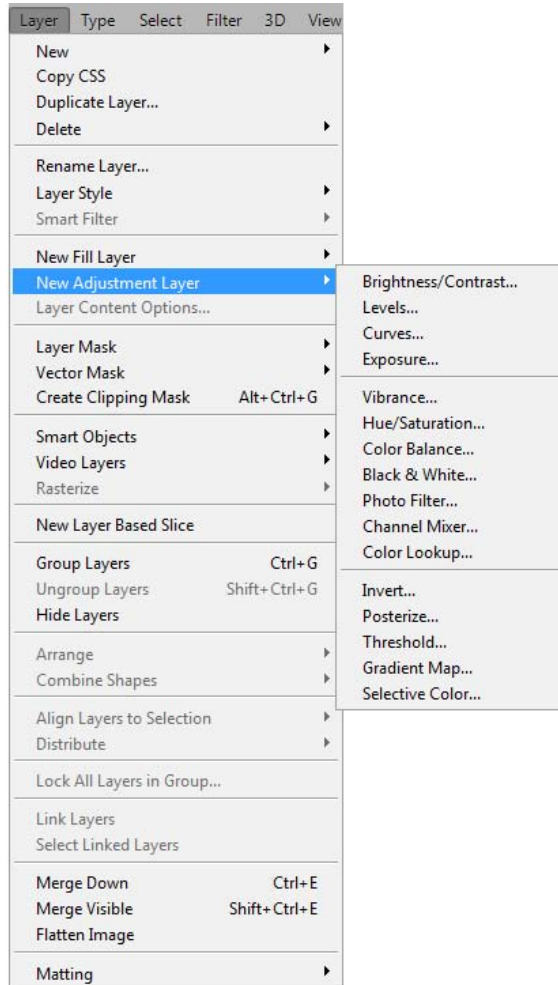 Layer Type Select Filter 3D View
New
Copy CSS
Duplicate Layer...
Delete
Rename Layer...
Layer Style
Smart Filter
New Fill Layer
New Adjustment Layer
Layer Content Options...
Layer Mask
Vector Mask
Create Clipping Mask Alt+Ctrl+G
Smart Objects
Video Layers
Rasterize
New Layer Based Slice
Group Layers Ctrl+G
Ungroup Layers Shift+Ctrl+G
Hide Layers
Arrange
Combine Shapes
Align Layers to Selection
Distribute
Lock All Layers in Group...
Link Layers
Select Linked Layers
Merge Down Ctrl+E
Merge Visible Shift+Ctrl+E
Flatten Image
Matting
Brightness/Contrast...
Levels...
Curves...
Exposure...
Vibrance...
Hue/Saturation...
Color Balance...
Black & White...
Photo Filter...
Channel Mixer...
Color Lookup...
Invert...
Posterize...
Threshold...
Gradient Map...
Selective Color...